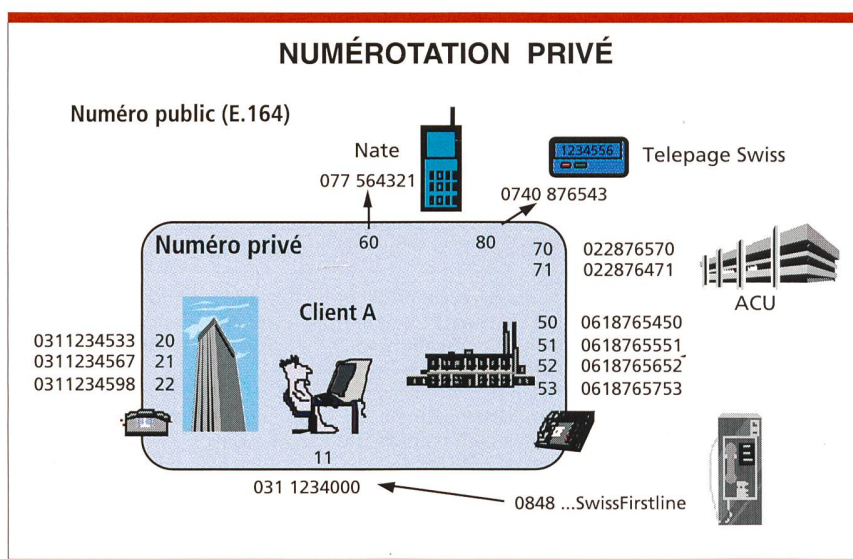 NUMÉROTATION PRIVÉ
Numéro public (E.164)
Nate
077 564321
1234556
Telepage Swiss
0740 876543
Numéro privé
60
80
70 022876570
71 022876471
ACU
Client A
0311234533 20
0311234567 21
0311234598 22
50 0618765450
51 0618765551
52 0618765652
53 0618765753
11
031 1234000
0848 ...SwissFirstline